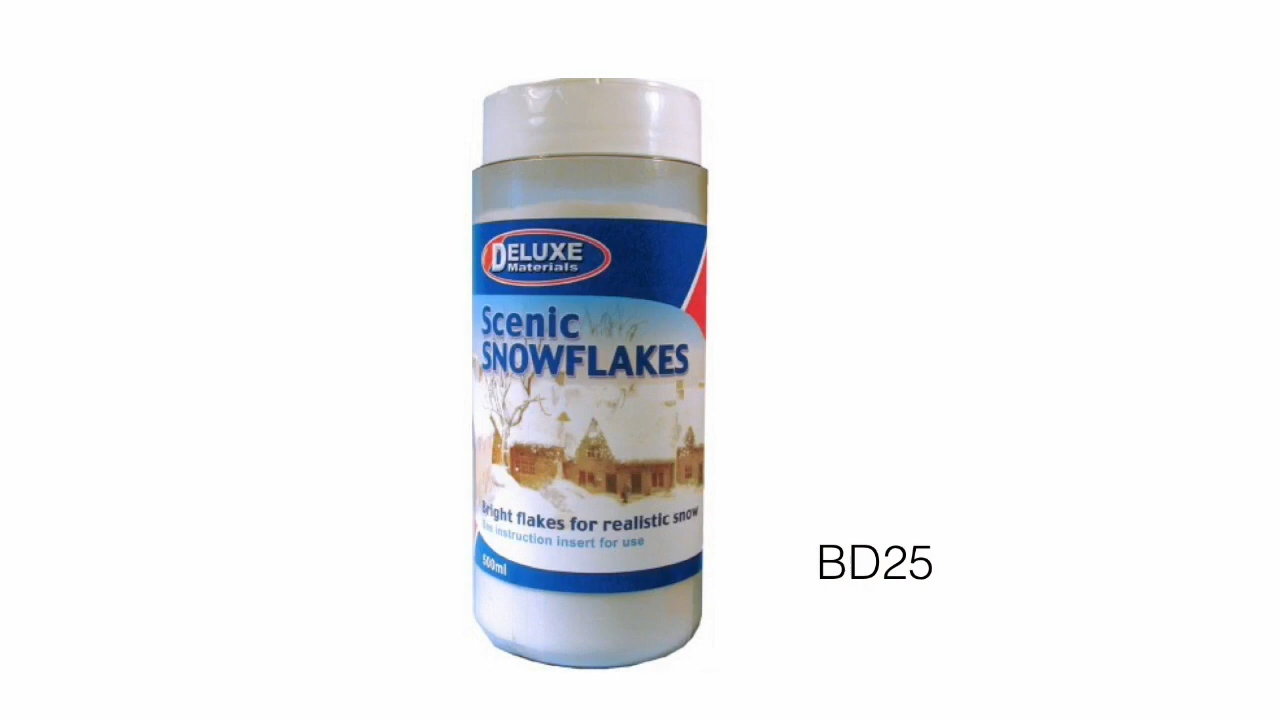 DELUXE
Materials
Scenic
SNOWFLAKES
Bright flakes for realistic snow
See instruction insert for use
500ml
BD25